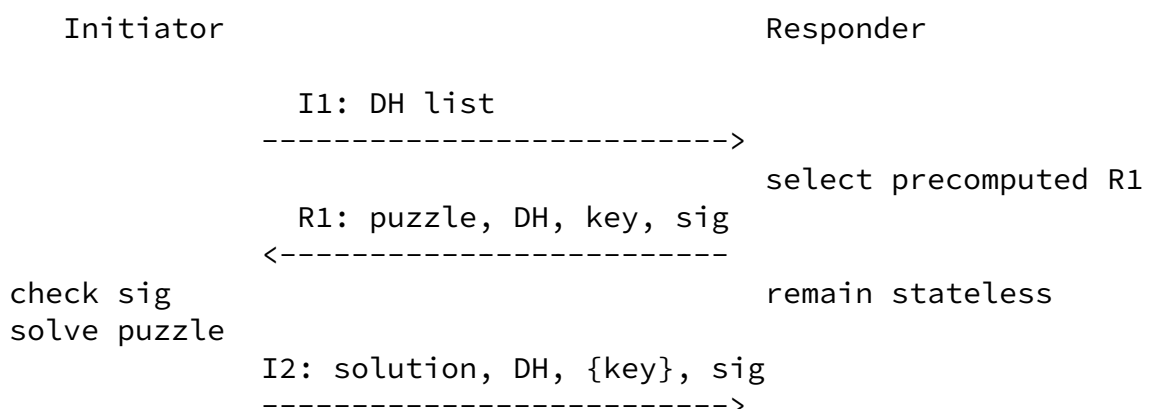 Initiator Responder
I1: DH list
-------------------------->
select precomputed R1
R1: puzzle, DH, key, sig
<-------------------------
check sig remain stateless
solve puzzle
I2: solution, DH, {key}, sig
-------------------------->